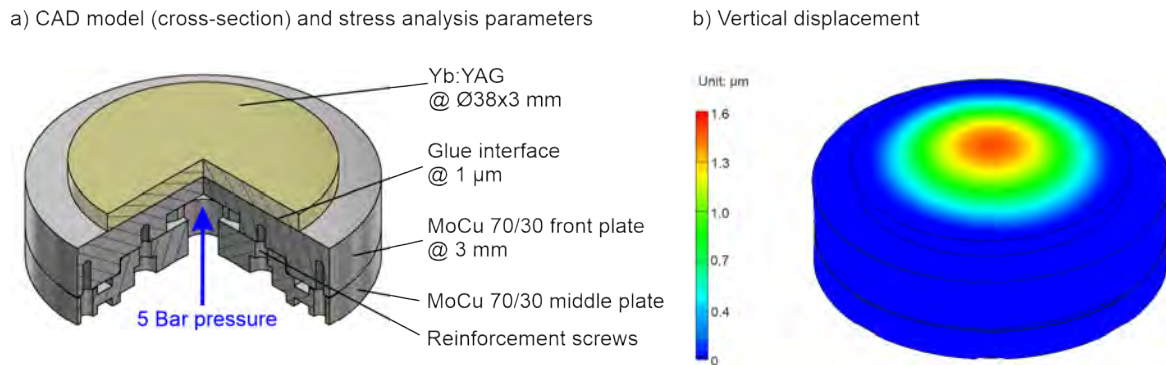 a) CAD model (cross-section) and stress analysis parameters
Yb:YAG
@ Ø38x3 mm
Glue interface
@ 1 µm
MoCu 70/30 front plate
@ 3 mm
MoCu 70/30 middle plate
Reinforcement screws
5 Bar pressure
b) Vertical displacement
Unit: µm
1.6
1.3
1.0
0.7
0.4
0